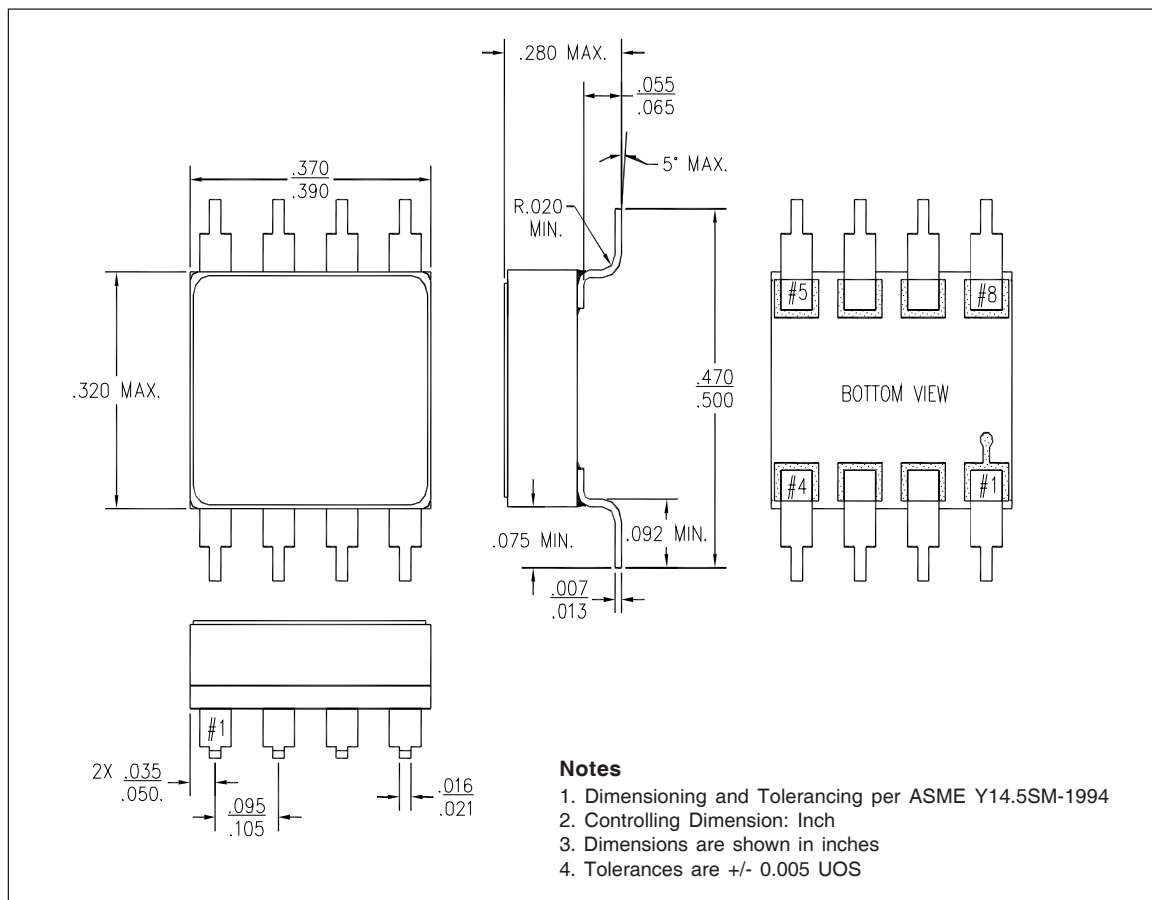 .280 MAX.
.055
.065
5° MAX.
.370
.390
R.020
MIN.
#5
#8
.320 MAX.
.470
.500
BOTTOM VIEW
#4
#1
.075 MIN.
.092 MIN.
.007
.013
#1
2X .035
.050.
.095
.105
.016
.021
Notes
1. Dimensioning and Tolerancing per ASME Y14.5SM-1994
2. Controlling Dimension: Inch
3. Dimensions are shown in inches
4. Tolerances are +/- 0.005 UOS